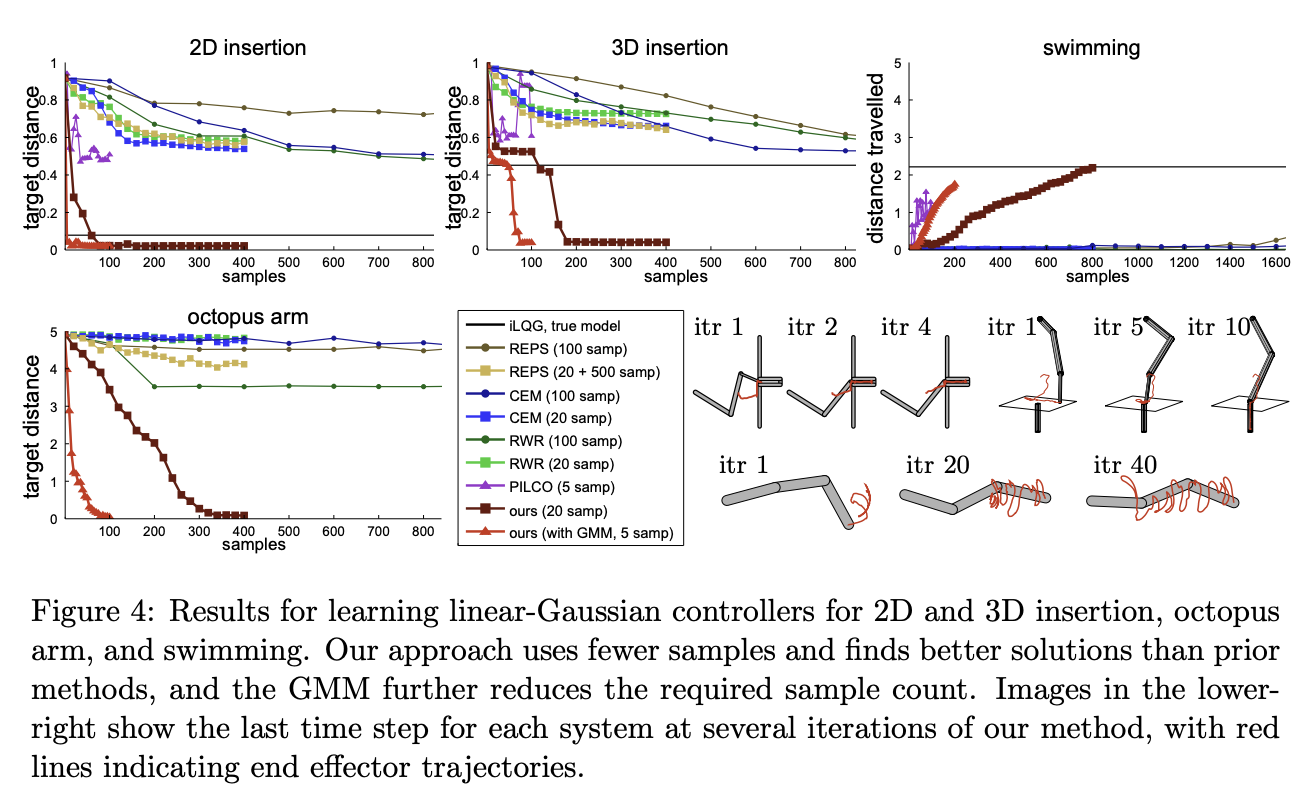 2D insertion
target distance
1
0.8
0.6
0.4
0.2
0
100 200 300 400 500 600 700 800
samples
3D insertion
target distance
1
0.8
0.6
0.4
0.2
0
100 200 300 400 500 600 700 800
samples
swimming
distance travelled
5
4
3
2
1
0
200 400 600 800 1000 1200 1400 1600
samples
octopus arm
target distance
5
4
3
2
1
0
100 200 300 400 500 600 700 800
samples
iLQG, true model
REPS (100 samp)
REPS (20 + 500 samp)
CEM (100 samp)
CEM (20 samp)
RWR (100 samp)
RWR (20 samp)
PILCO (5 samp)
ours (20 samp)
ours (with GMM, 5 samp)
itr 1 itr 2 itr 4 itr 1 itr 5 itr 10
itr 1 itr 20 itr 40
Figure 4: Results for learning linear-Gaussian controllers for 2D and 3D insertion, octopus
arm, and swimming. Our approach uses fewer samples and finds better solutions than prior
methods, and the GMM further reduces the required sample count. Images in the lower-
right show the last time step for each system at several iterations of our method, with red
lines indicating end effector trajectories.